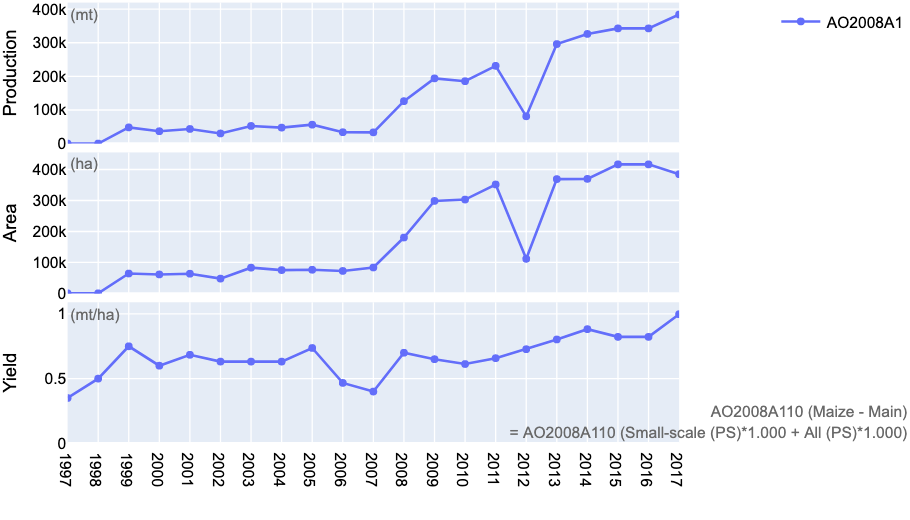 400k
(mt)
300k
200k
100k
0
Production
AO2008A1
(ha)
400k
300k
200k
100k
0
Area
1
(mt/ha)
0.5
0
Yield
AO2008A110 (Maize - Main)
= AO2008A110 (Small-scale (PS)*1.000 + All (PS)*1.000)
1997
1998
1999
2000
2001
2002
2003
2004
2005
2006
2007
2008
2009
2010
2011
2012
2013
2014
2015
2016
2017